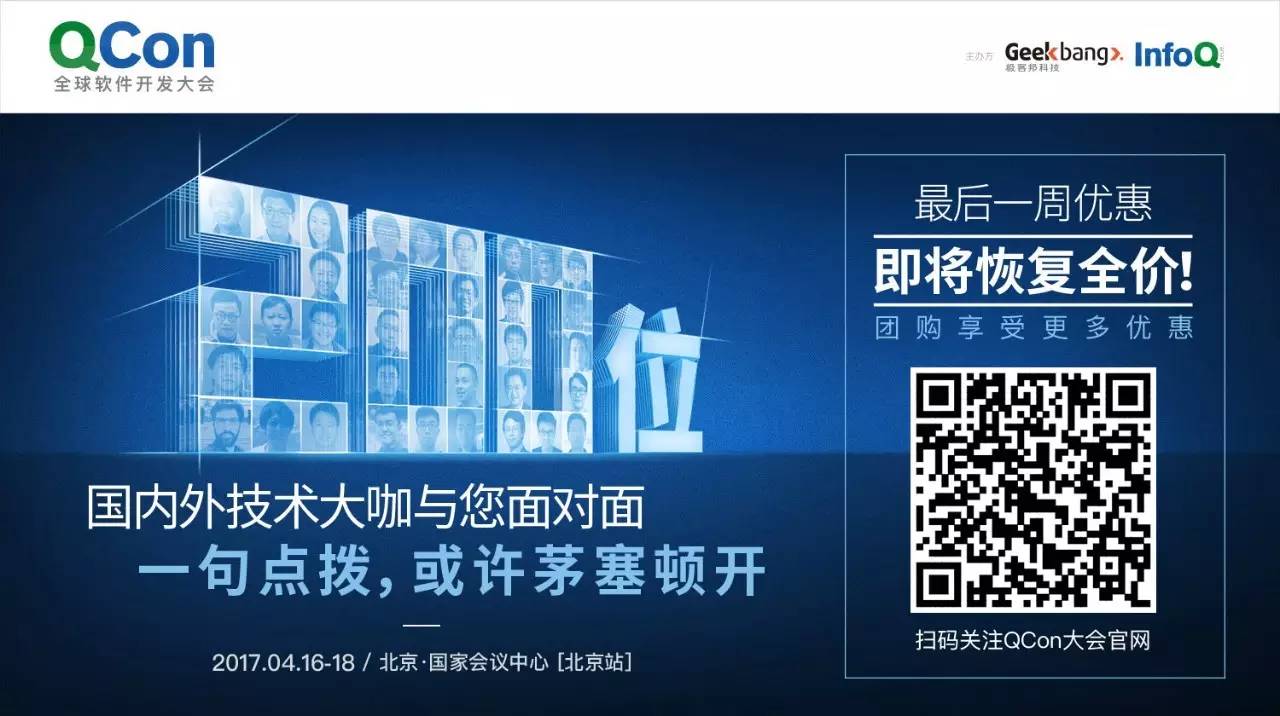 QCon
全球软件开发大会
主办方 Geekbang>. InfoQ
极客邦科技
200位
国内外技术大咖与您面对面
一句点拨,或许茅塞顿开
2017.04.16-18 / 北京·国家会议中心 [北京站]
最后一周优惠
即将恢复全价!
团购享受更多优惠
扫码关注QCon大会官网